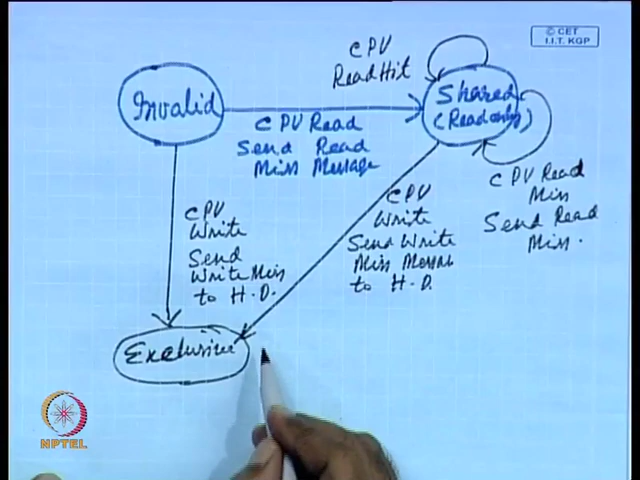 © CET
I.I.T. KGP
CPU
Read Hit
Invalid
Shared
(Read only)
CPU Read
Send Read
Miss Message
CPU Read
Miss
Send Read
Miss.
CPU
Write
Send Write
Miss
to H.D.
CPU
Write
Send
Write Miss
to H.D.
Exclusive
NPTEL